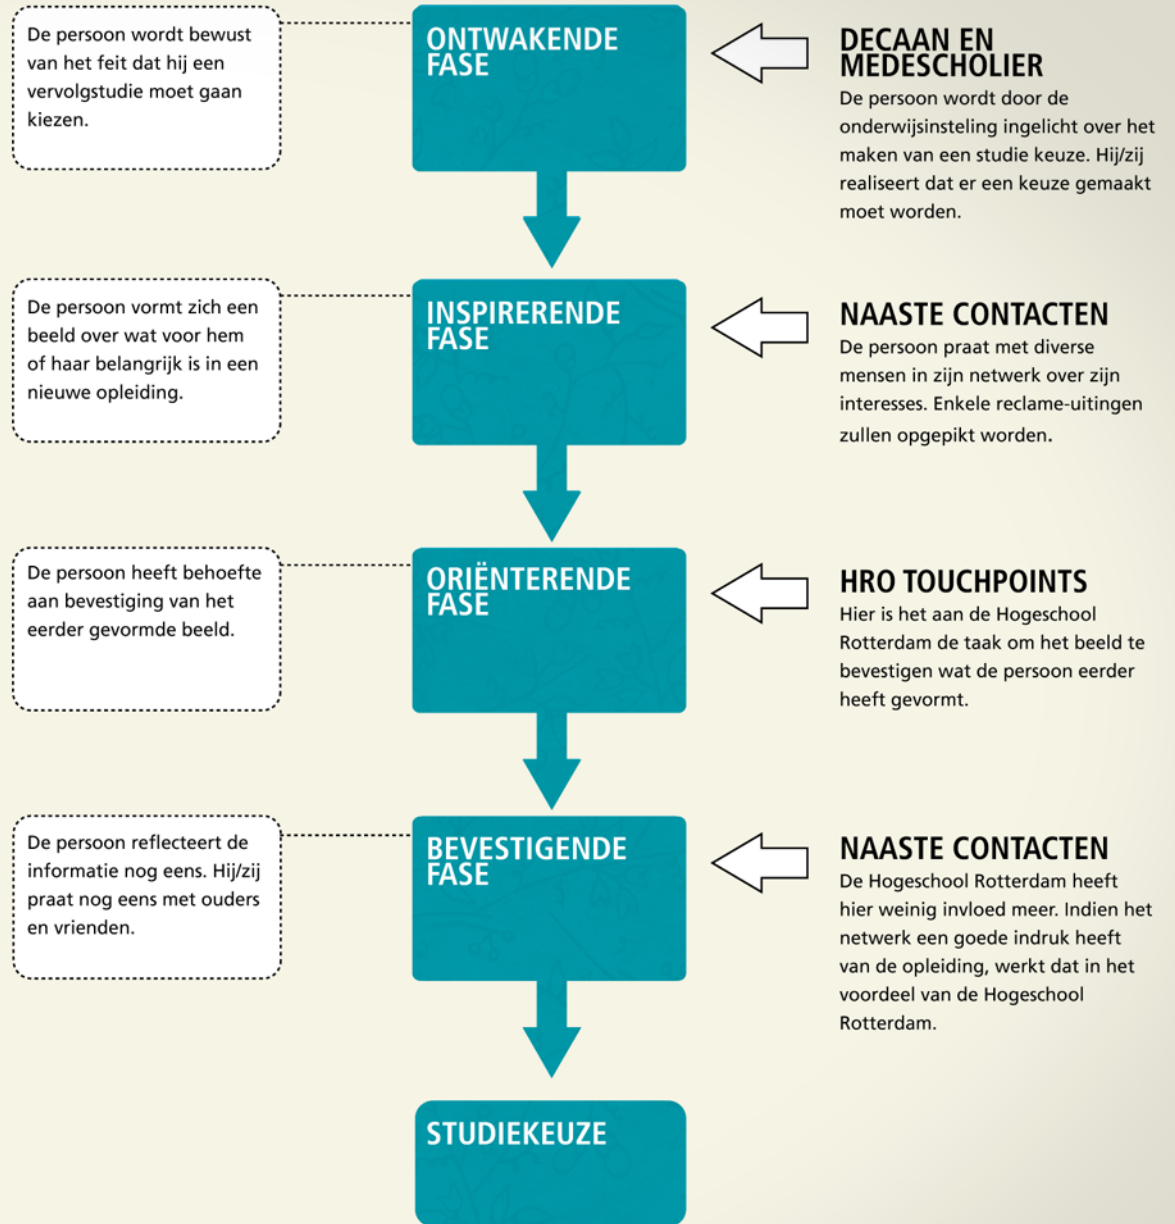 De persoon wordt bewust
van het feit dat hij een
vervolgstudie moet gaan
kiezen.
ONTWAKENDE
FASE
DECAAN EN
MEDESCHOLIER
De persoon wordt door de
onderwijsinsteling ingelicht over het
maken van een studie keuze. Hij/zij
realiseert dat er een keuze gemaakt
moet worden.
De persoon vormt zich een
beeld over wat voor hem
of haar belangrijk is in een
nieuwe opleiding.
INSPIRERENDE
FASE
NAASTE CONTACTEN
De persoon praat met diverse
mensen in zijn netwerk over zijn
interesses. Enkele reclame-uitingen
zullen opgepikt worden.
De persoon heeft behoefte
aan bevestiging van het
eerder gevormde beeld.
ORIËNTERENDE
FASE
HRO TOUCHPOINTS
Hier is het aan de Hogeschool
Rotterdam de taak om het beeld te
bevestigen wat de persoon eerder
heeft gevormt.
De persoon reflecteert de
informatie nog eens. Hij/zij
praat nog eens met ouders
en vrienden.
BEVESTIGENDE
FASE
NAASTE CONTACTEN
De Hogeschool Rotterdam heeft
hier weinig invloed meer. Indien het
netwerk een goede indruk heeft
van de opleiding, werkt dat in het
voordeel van de Hogeschool
Rotterdam.
STUDIEKEUZE